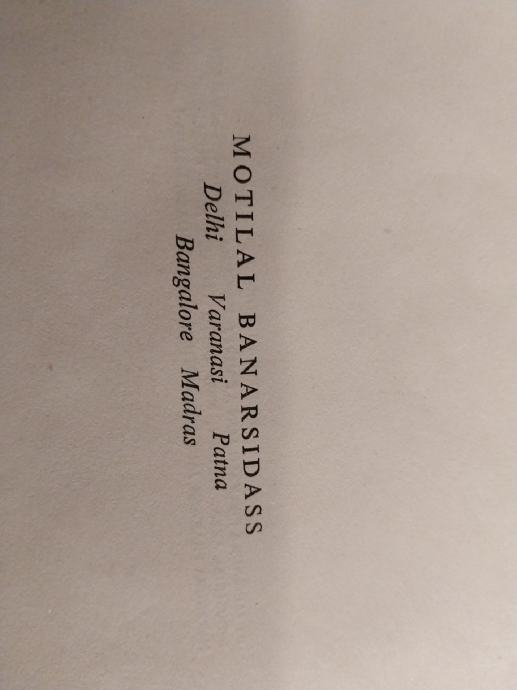 MOTILAL BANARSIDASS
Delhi Varanasi Patna
Bangalore Madras